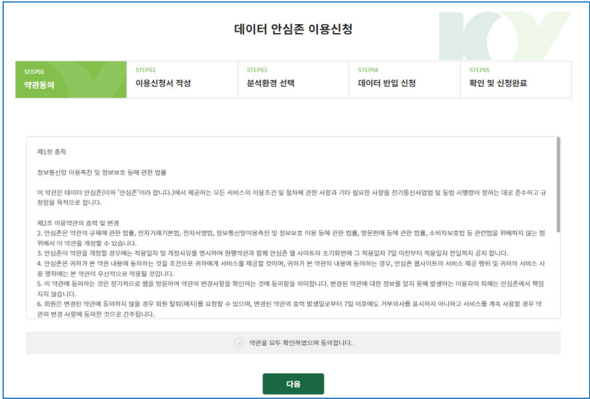 데이터 안심존 이용신청
STEP01
약관동의
STEP02
이용신청서 작성
STEP03
분석환경 선택
STEP04
데이터 반입 신청
STEP05
확인 및 신청완료
제1장 총칙
정보통신망 이용촉진 및 정보보호 등에 관한 법률
이 약관은 데이터 안심존(이하 '안심존'이라 합니다.)에서 제공하는 모든 서비스의 이용조건 및 절차에 관한 사항과 기타 필요한 사항을 전기통신사업법 및 동법 시행령이 정하는 대로 준수하고 규
정함을 목적으로 합니다.
제2조 이용약관의 효력 및 변경
2. 안심존은 약관의 규제에 관한 법률, 전자거래기본법, 전자서명법, 정보통신망이용촉진 및 정보보호 이용 등에 관한 법률, 방문판매 등에 관한 법률, 소비자보호법 등 관련법을 위배하지 않는 범
위에서 이 약관을 개정할 수 있습니다.
3. 안심존이 약관을 개정할 경우에는 적용일자 및 개정사유를 명시하여 현행약관과 함께 안심존 웹 사이트의 초기화면에 그 적용일자 7일 이전부터 적용일자 전일까지 공지 합니다.
4. 안심존은 귀하가 본 약관 내용에 동의하는 것을 조건으로 귀하에게 서비스를 제공할 것이며, 귀하가 본 약관의 내용에 동의하는 경우, 안심존 웹사이트의 서비스 제공 행위 및 귀하의 서비스 사
용 행위에는 본 약관이 우선적으로 적용될 것입니다.
5. 이 약관에 동의하는 것은 정기적으로 웹을 방문하여 약관의 변경사항을 확인하는 것에 동의함을 의미합니다. 변경된 약관에 대한 정보를 알지 못해 발생하는 이용자의 피해는 안심존에서 책임
지지 않습니다.
6. 회원은 변경된 약관에 동의하지 않을 경우 회원 탈퇴(해지)를 요청할 수 있으며, 변경된 약관의 효력 발생일로부터 7일 이후에도 거부의사를 표시하지 아니하고 서비스를 계속 사용할 경우 약
관의 변경 사항에 동의한 것으로 간주됩니다.
약관을 모두 확인하였으며 동의합니다.
다음